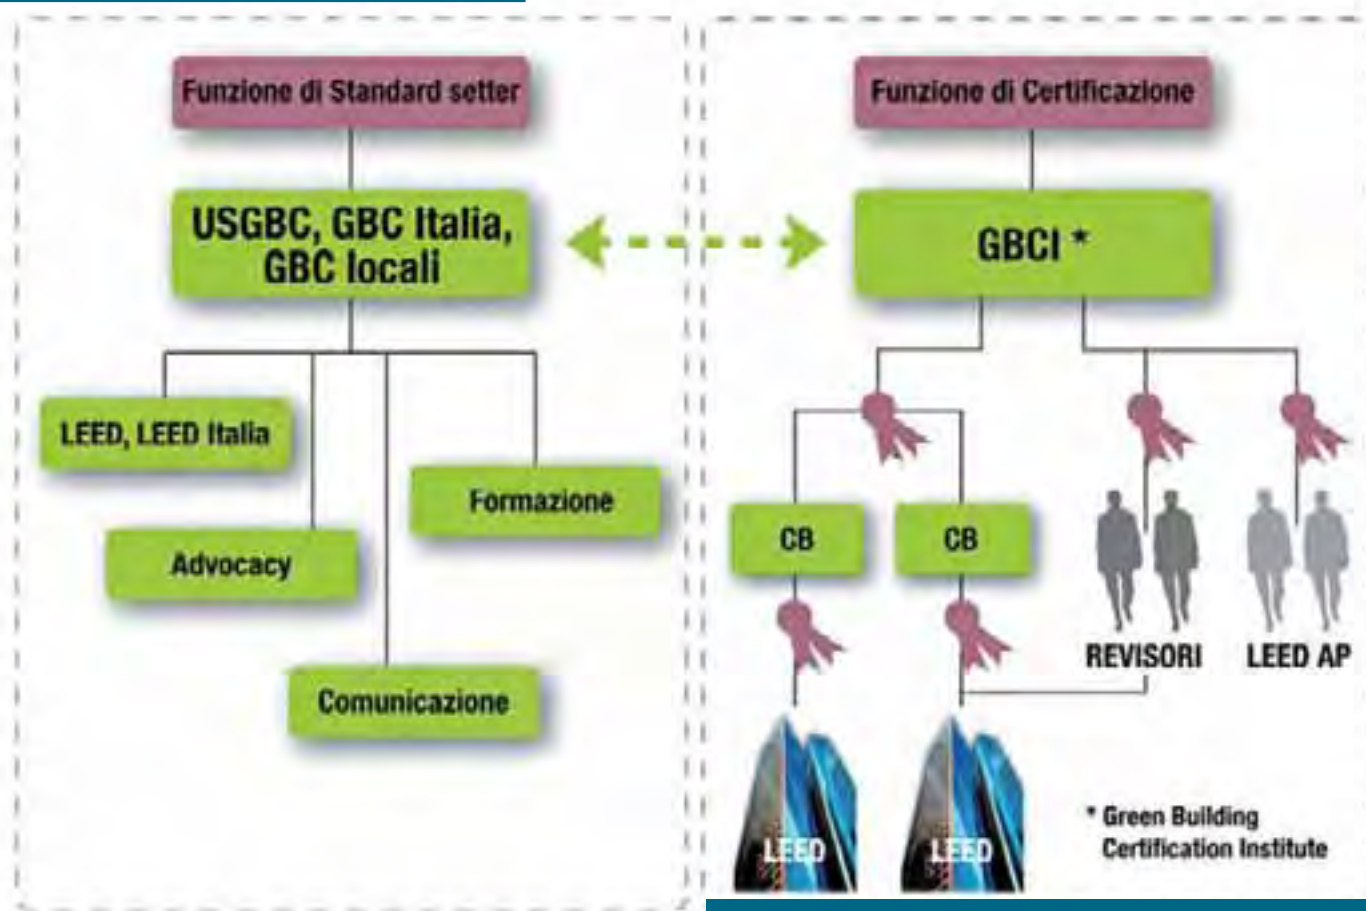 Funzione di Standard setter
USGBC, GBC Italia,
GBC locali
LEED, LEED Italia
Formazione
Advocacy
Comunicazione
Funzione di Certificazione
GBCI *
CB
CB
REVISORI
LEED AP
LEED
LEED
* Green Building
Certification Institute